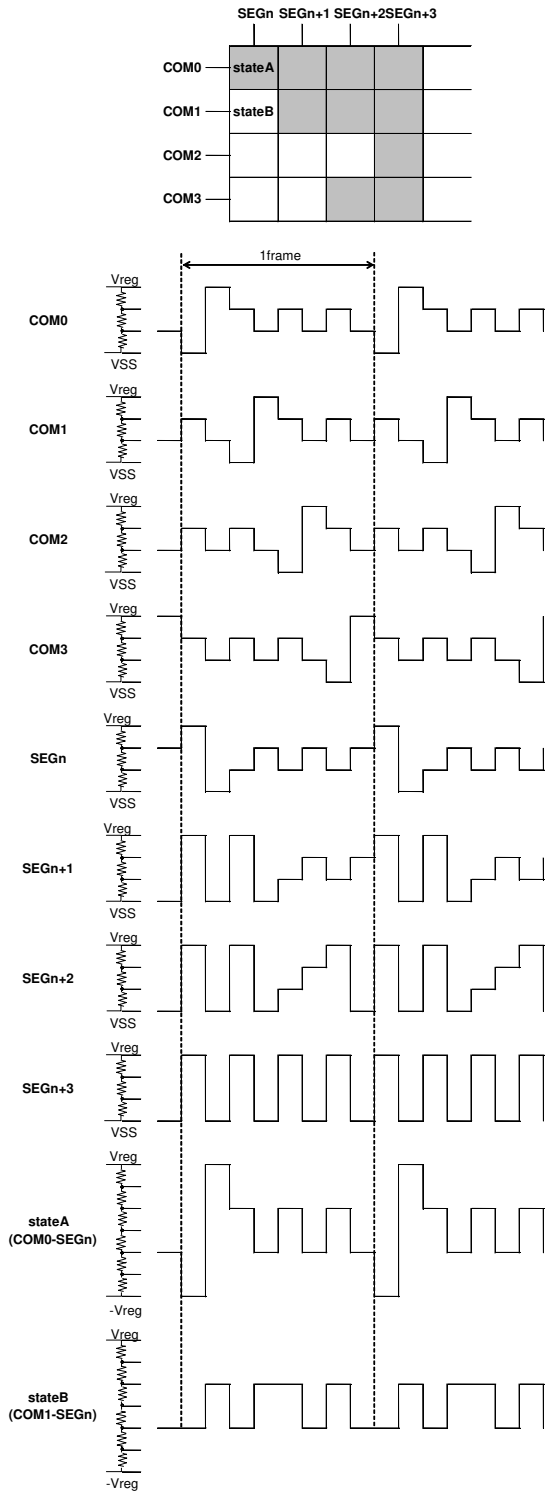 SEGn SEGn+1 SEGn+2 SEGn+3
COM0 stateA
COM1 stateB
COM2
COM3
1frame
Vreg
COM0
VSS
Vreg
COM1
VSS
Vreg
COM2
VSS
Vreg
COM3
VSS
Vreg
SEGn
VSS
Vreg
SEGn+1
VSS
Vreg
SEGn+2
VSS
Vreg
SEGn+3
VSS
Vreg
stateA
(COM0-SEGn)
-Vreg
Vreg
stateB
(COM1-SEGn)
-Vreg